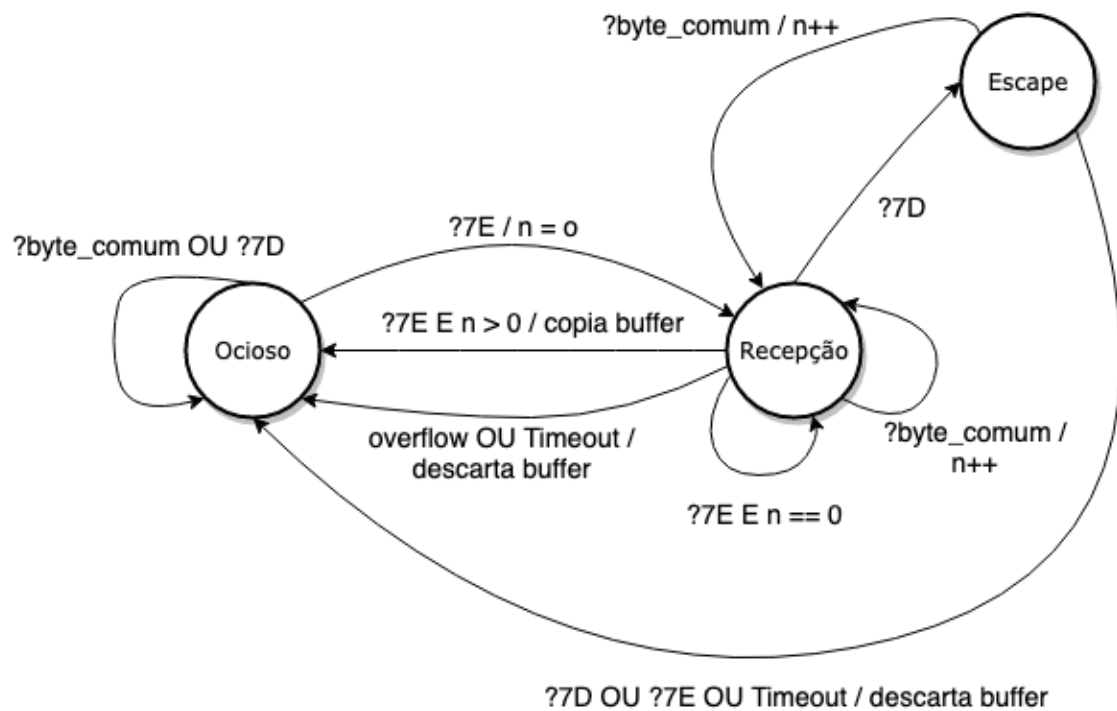 ?byte_comum / n++
Escape
?7D
?7E / n = o
?byte_comum OU ?7D
?7E E n > 0 / copia buffer
Ocioso
Recepção
overflow OU Timeout /
descarta buffer
?byte_comum /
n++
?7E E n == 0
?7D OU ?7E OU Timeout / descarta buffer